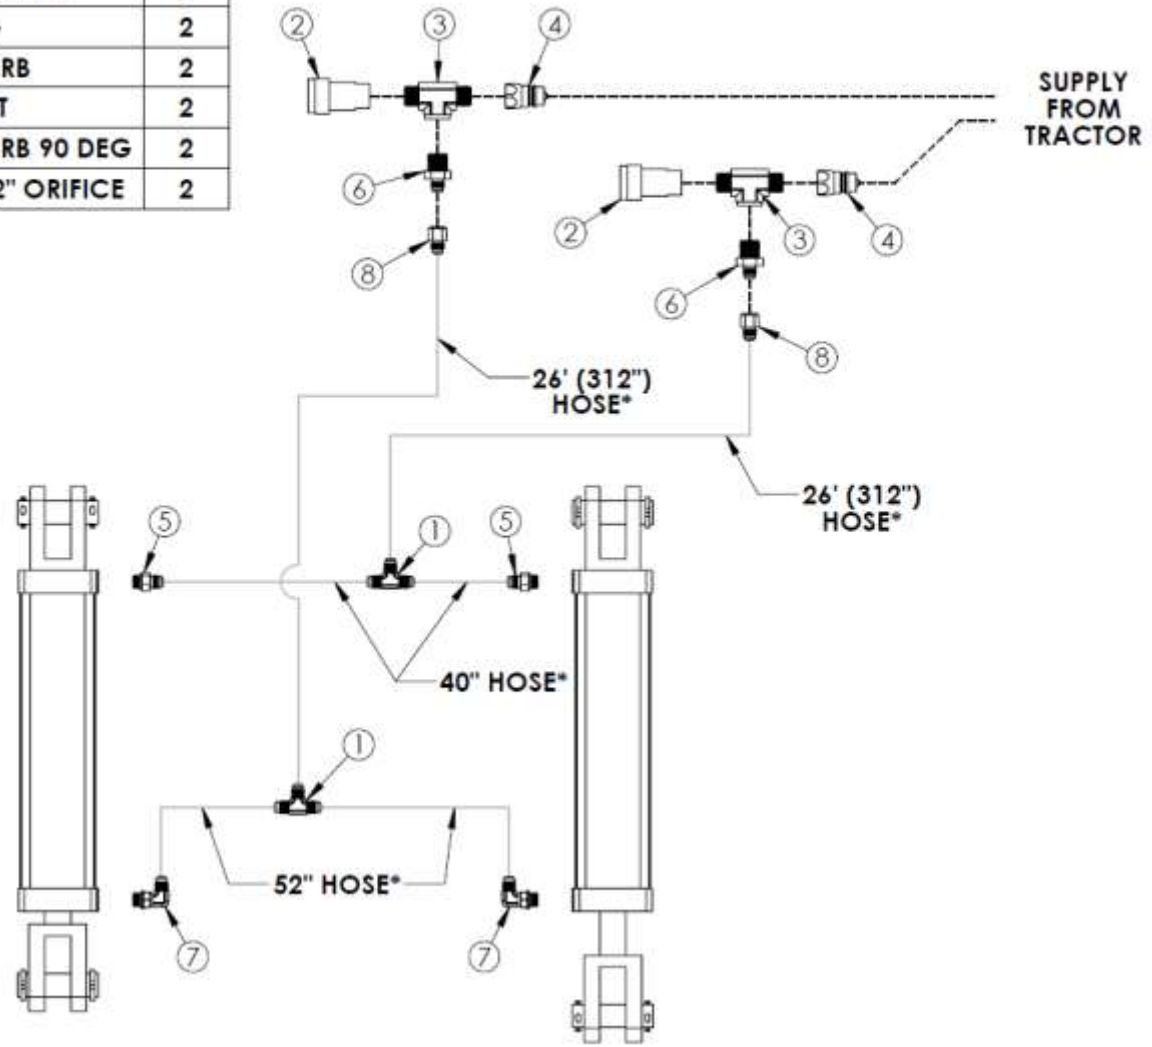 2
RB 2
T 2
RB 90 DEG 2
2" ORIFICE 2
2 3 4
SUPPLY
FROM
TRACTOR
6
2 3 4
8
6
8
26' (312")
HOSE*
26' (312")
HOSE*
5 1 5
40" HOSE*
1
52" HOSE*
7 7